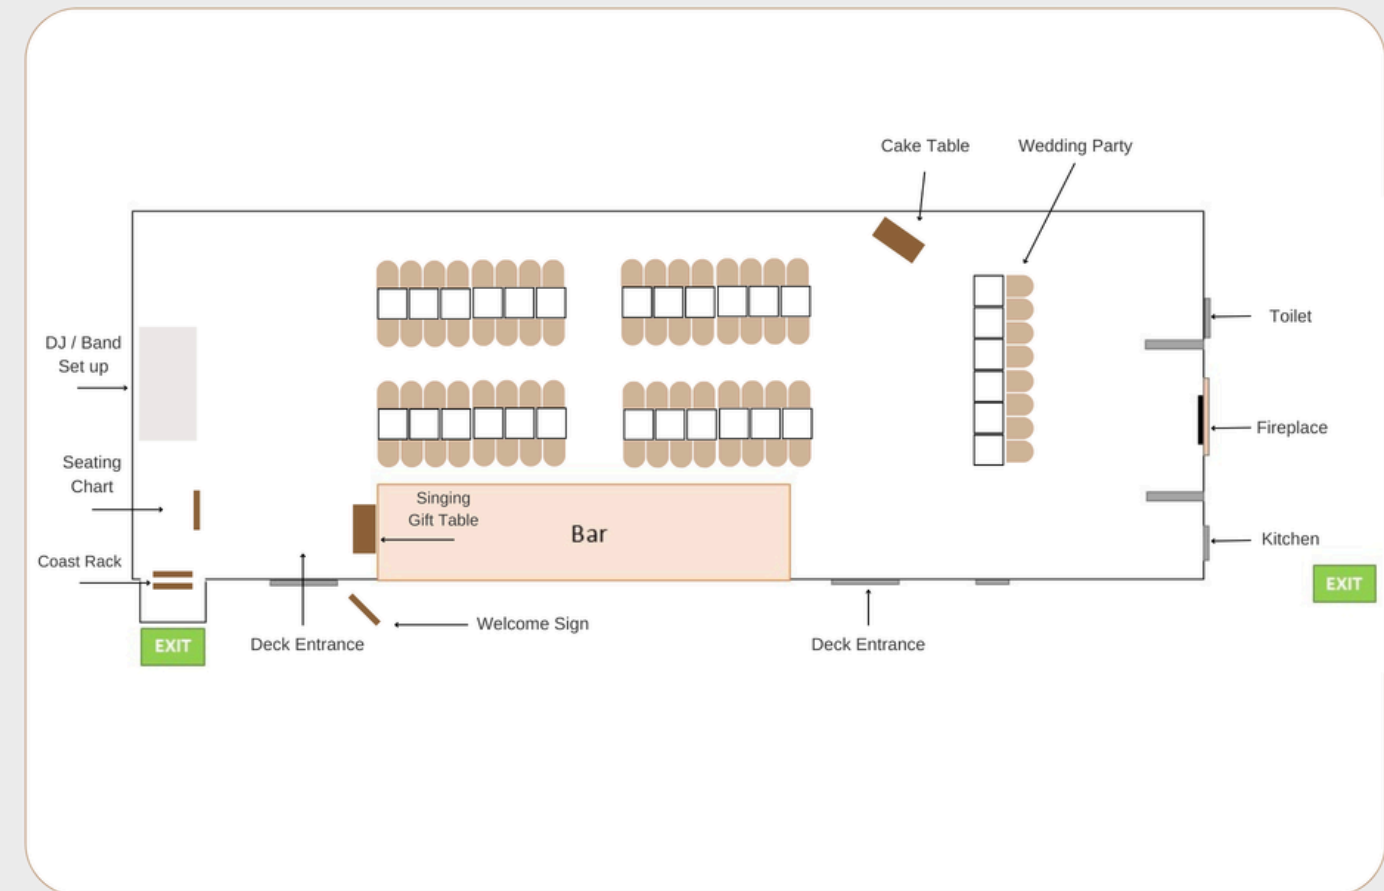 Cake Table
Wedding Party
DJ / Band
Set up
Toilet
Fireplace
Seating
Chart
Singing
Gift Table
Bar
Kitchen
Coast Rack
EXIT
Welcome Sign
Deck Entrance
Deck Entrance
EXIT